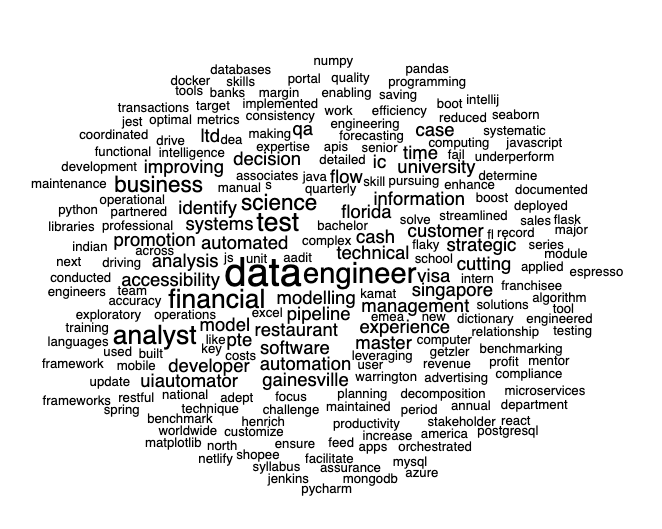 numpy
databases pandas
docker skills portal quality programming
tools banks margin enabling saving
transactions target implemented work efficiency boot intellij
jest optimal metrics consistency engineering reduced seaborn
coordinated drive ltd dea making qa forecasting case systematic
functional intelligence expertise apis senior time computing javascript
development improving decision detailed ic fail underperform
maintenance business associates java flow skill pursuing university determine
manual s quarterly enhance documented
operational science information boost
python partnered identify florida streamlined deployed
libraries professional systems test bachelor solve customer sales flask
indian promotion automated complex cash flaky fl record major
across technical strategic series
next driving analysis js unit aadit school cutting module
conducted accessibility data engineer visa intern applied espresso
engineers team financial modelling kamat singapore franchisee
accuracy management solutions algorithm
exploratory operations excel pipeline emea new dictionary tool
training model restaurant experience engineered
languages analyst like pte master computer relationship testing
used built key software leveraging getzler benchmarking
framework mobile costs automation user revenue profit mentor
developer warrington advertising compliance
update uiautomator gainesville
frameworks restful national adept focus planning decomposition microservices
spring technique challenge maintained period annual department
benchmark henrich productivity stakeholder react
worldwide customize increase america postgresql
matplotlib north ensure feed apps orchestrated
netlify shopee facilitate
syllabus assurance mysql
jenkins mongodb azure
pycharm